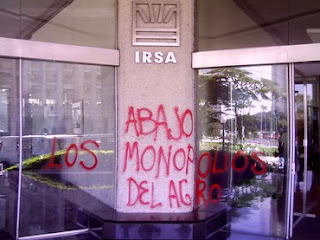 IRSA
ABAJO
LOS MONOPOLIOS
DEL AGRO